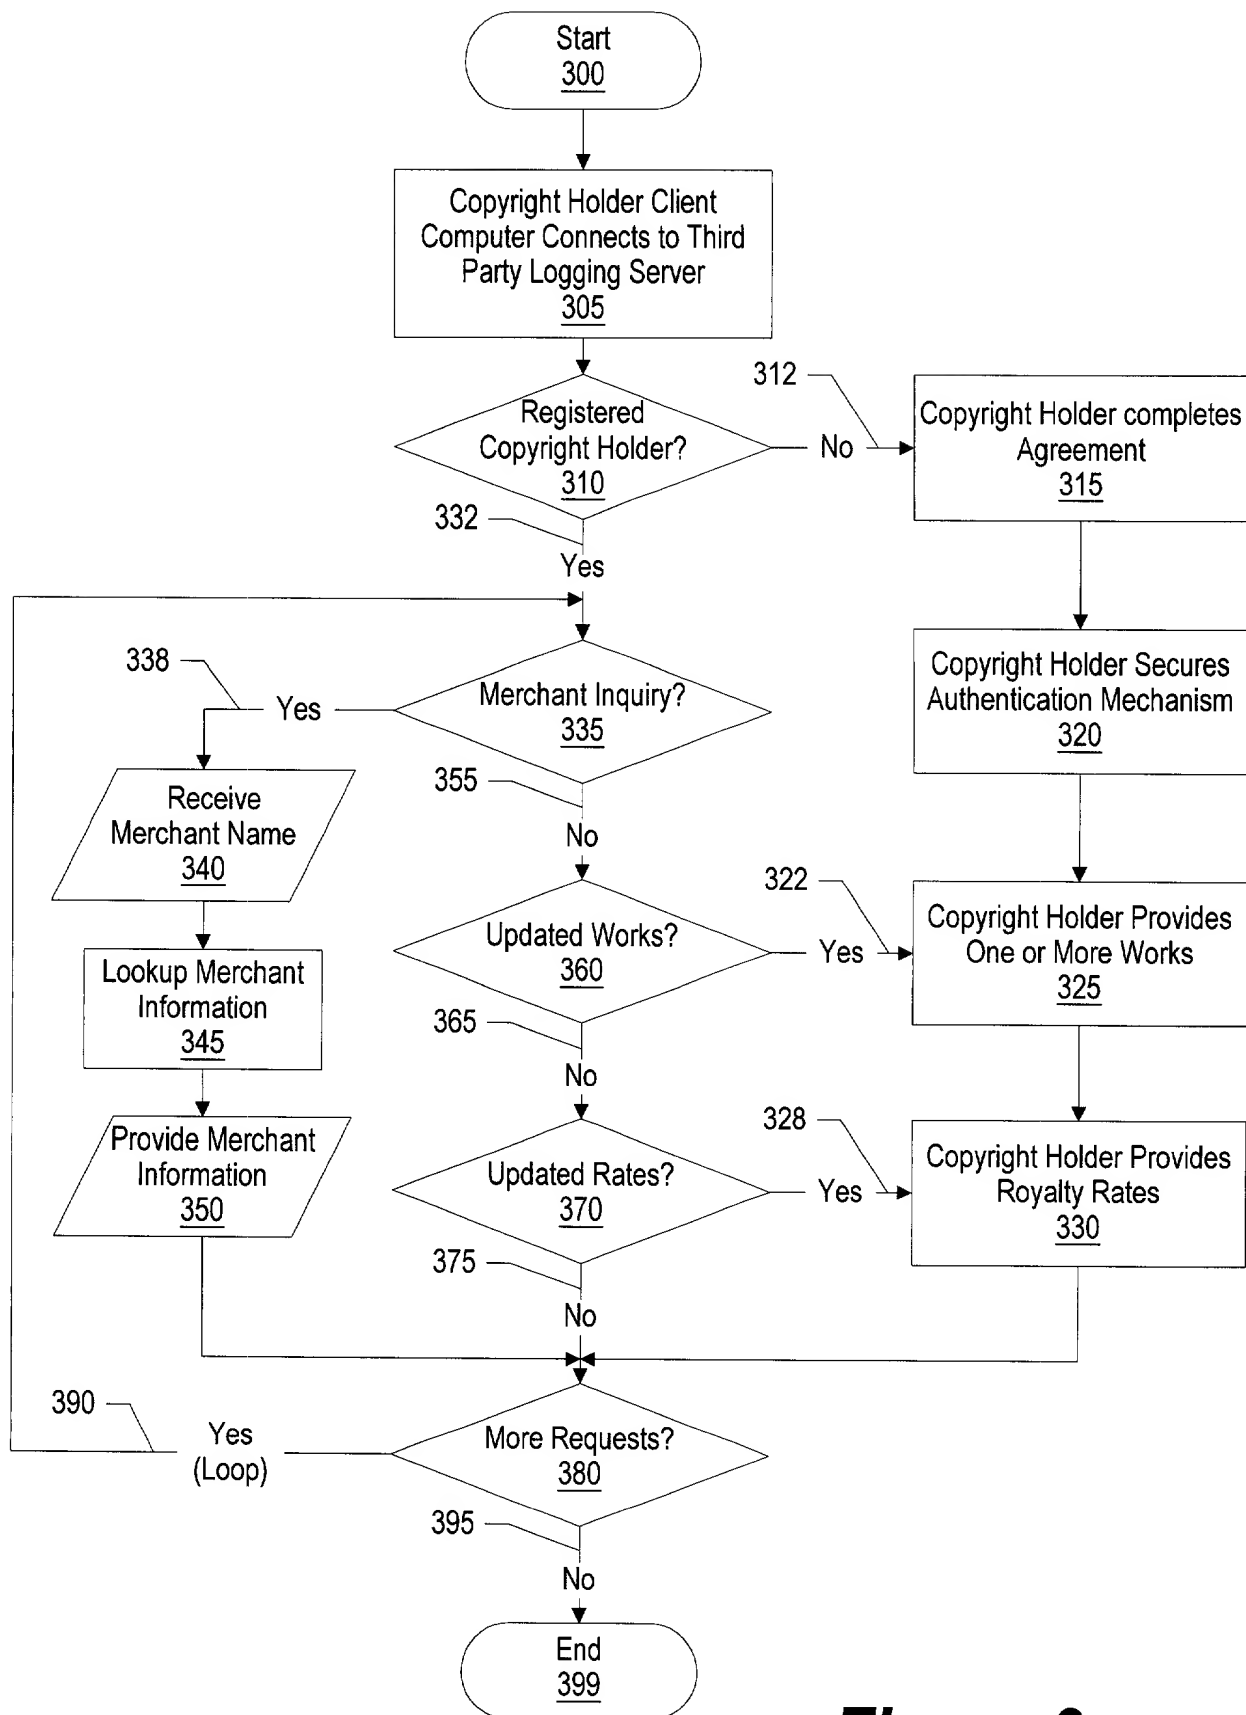 Start
300
Copyright Holder Client
Computer Connects to Third
Party Logging Server
305
312
Registered
Copyright Holder?
310
No
Copyright Holder completes
Agreement
315
332
Yes
338
Yes
Merchant Inquiry?
335
Copyright Holder Secures
Authentication Mechanism
320
355
No
Receive
Merchant Name
340
322
Updated Works?
360
Yes
Copyright Holder Provides
One or More Works
325
Lookup Merchant
Information
345
365
No
328
Provide Merchant
Information
350
Updated Rates?
370
Yes
Copyright Holder Provides
Royalty Rates
330
375
No
390
Yes
(Loop)
More Requests?
380
395
No
End
399